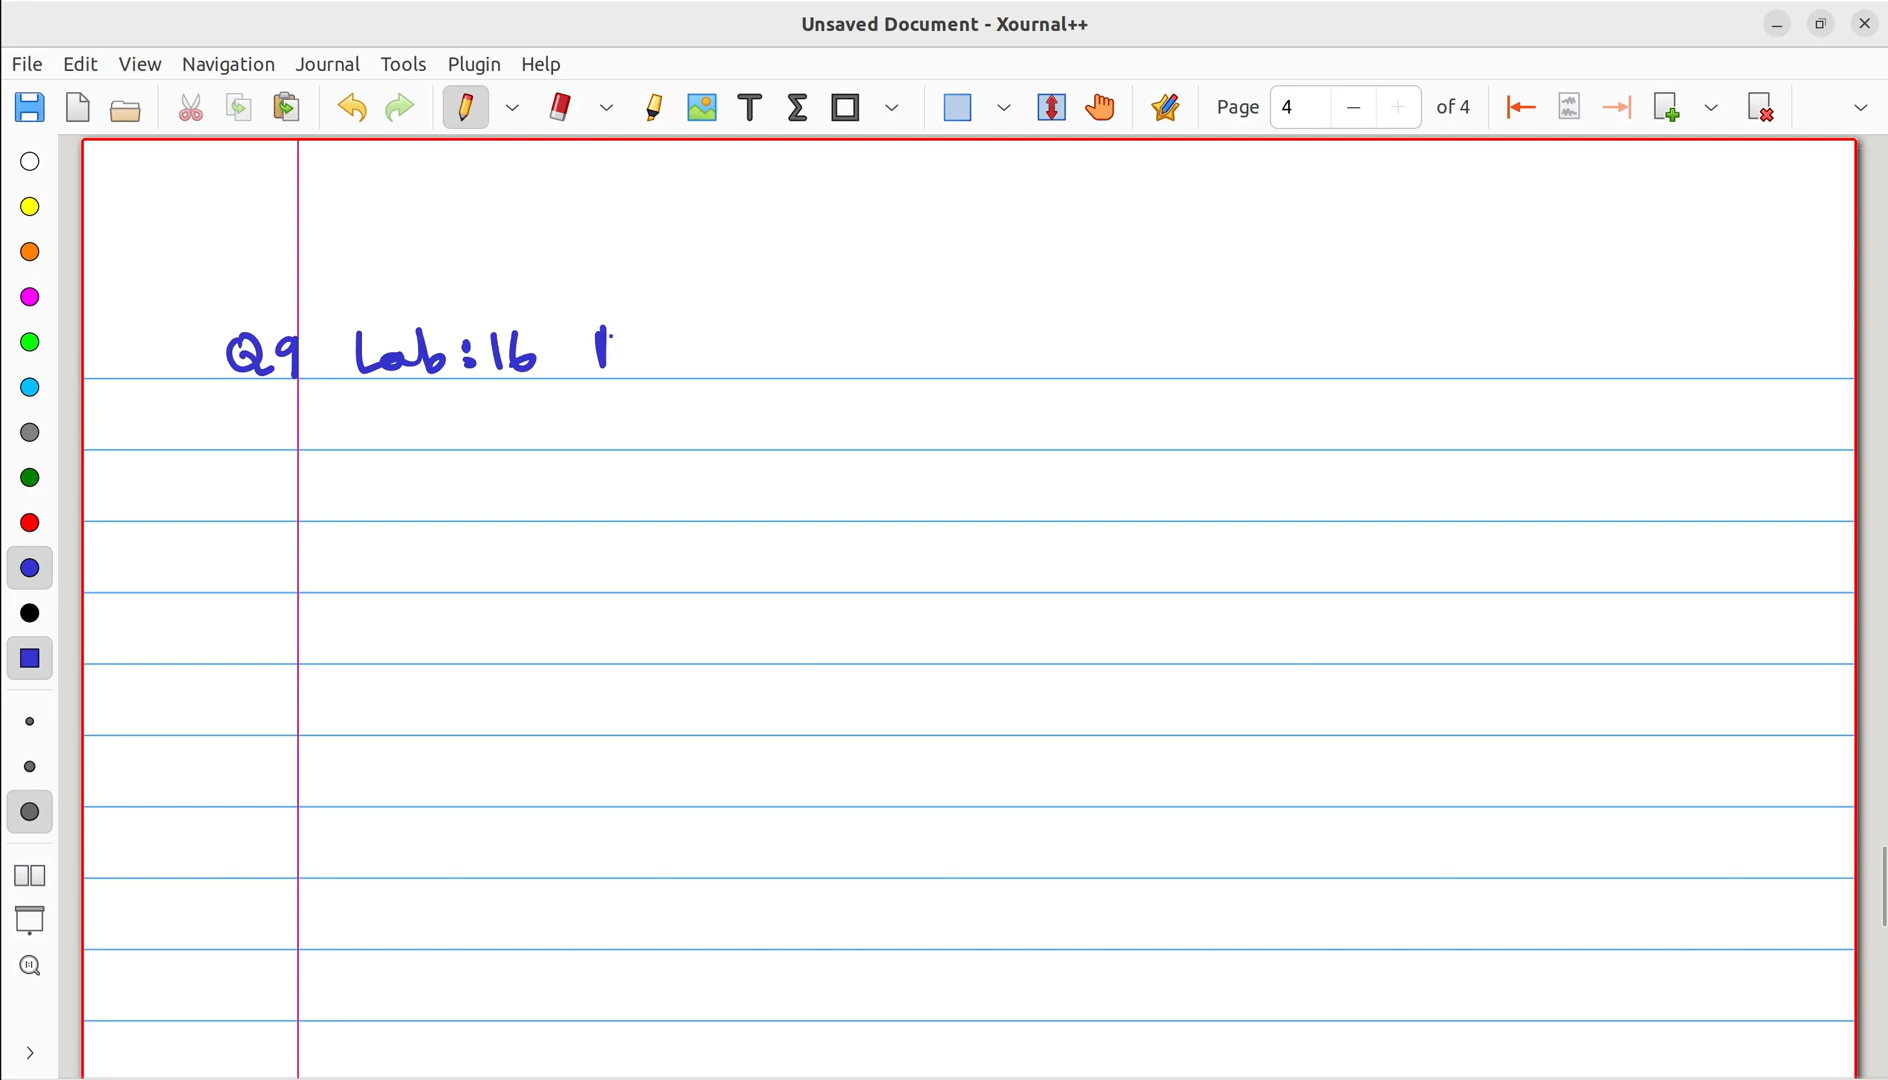 Unsaved Document - Xournal++
File Edit View Navigation Journal Tools Plugin Help
Page 4 of 4
Q9 Lab:16